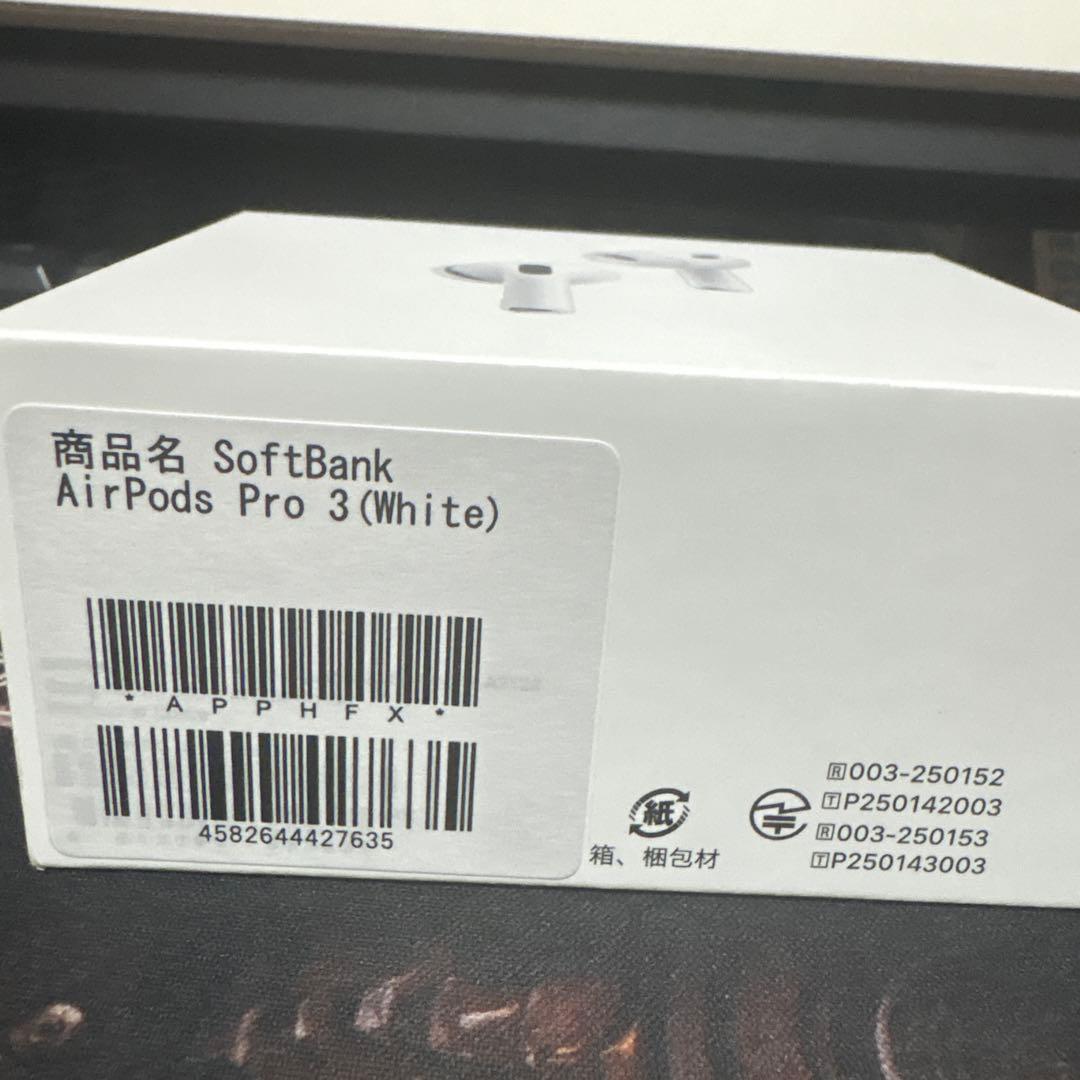 商品名 SoftBank
AirPods Pro 3(White)
* A P P H F X *
4582644427635
紙
箱、梱包材
R003-250152
TP250142003
R003-250153
TP250143003